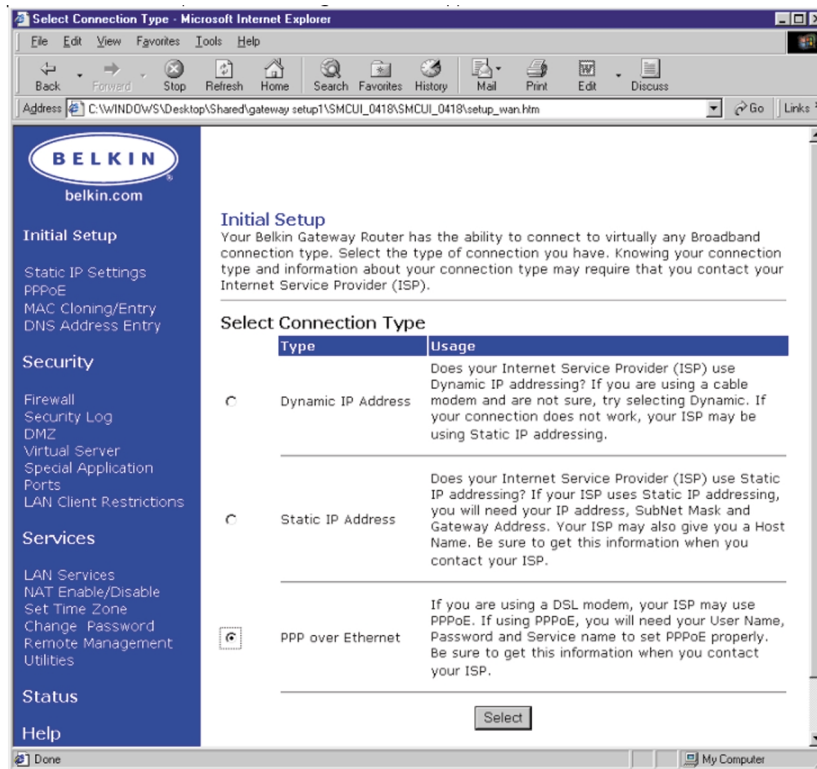 Select Connection Type - Microsoft Internet Explorer
File Edit View Favorites Tools Help
Back Forward Stop Refresh Home Search Favorites History Mail Print Edit Discuss
Address C:\WINDOWS\Desktop\Shared\gateway setup1\SMCUI_0418\SMCUI_0418\setup_wan.htm Go Links
BELKIN
belkin.com
Initial Setup
Static IP Settings
PPPoE
MAC Cloning/Entry
DNS Address Entry
Security
Firewall
Security Log
DMZ
Virtual Server
Special Application
Ports
LAN Client Restrictions
Services
LAN Services
NAT Enable/Disable
Set Time Zone
Change Password
Remote Management
Utilities
Status
Help
Initial Setup
Your Belkin Gateway Router has the ability to connect to virtually any Broadband
connection type. Select the type of connection you have. Knowing your connection
type and information about your connection type may require that you contact your
Internet Service Provider (ISP).
Select Connection Type
Type Usage
Dynamic IP Address
Does your Internet Service Provider (ISP) use
Dynamic IP addressing? If you are using a cable
modem and are not sure, try selecting Dynamic. If
your connection does not work, your ISP may be
using Static IP addressing.
Static IP Address
Does your Internet Service Provider (ISP) use Static
IP addressing? If your ISP uses Static IP addressing,
you will need your IP address, SubNet Mask and
Gateway Address. Your ISP may also give you a Host
Name. Be sure to get this information when you
contact your ISP.
PPP over Ethernet
If you are using a DSL modem, your ISP may use
PPPoE. If using PPPoE, you will need your User Name,
Password and Service name to set PPPoE properly.
Be sure to get this information when you contact
your ISP.
Select
Done My Computer